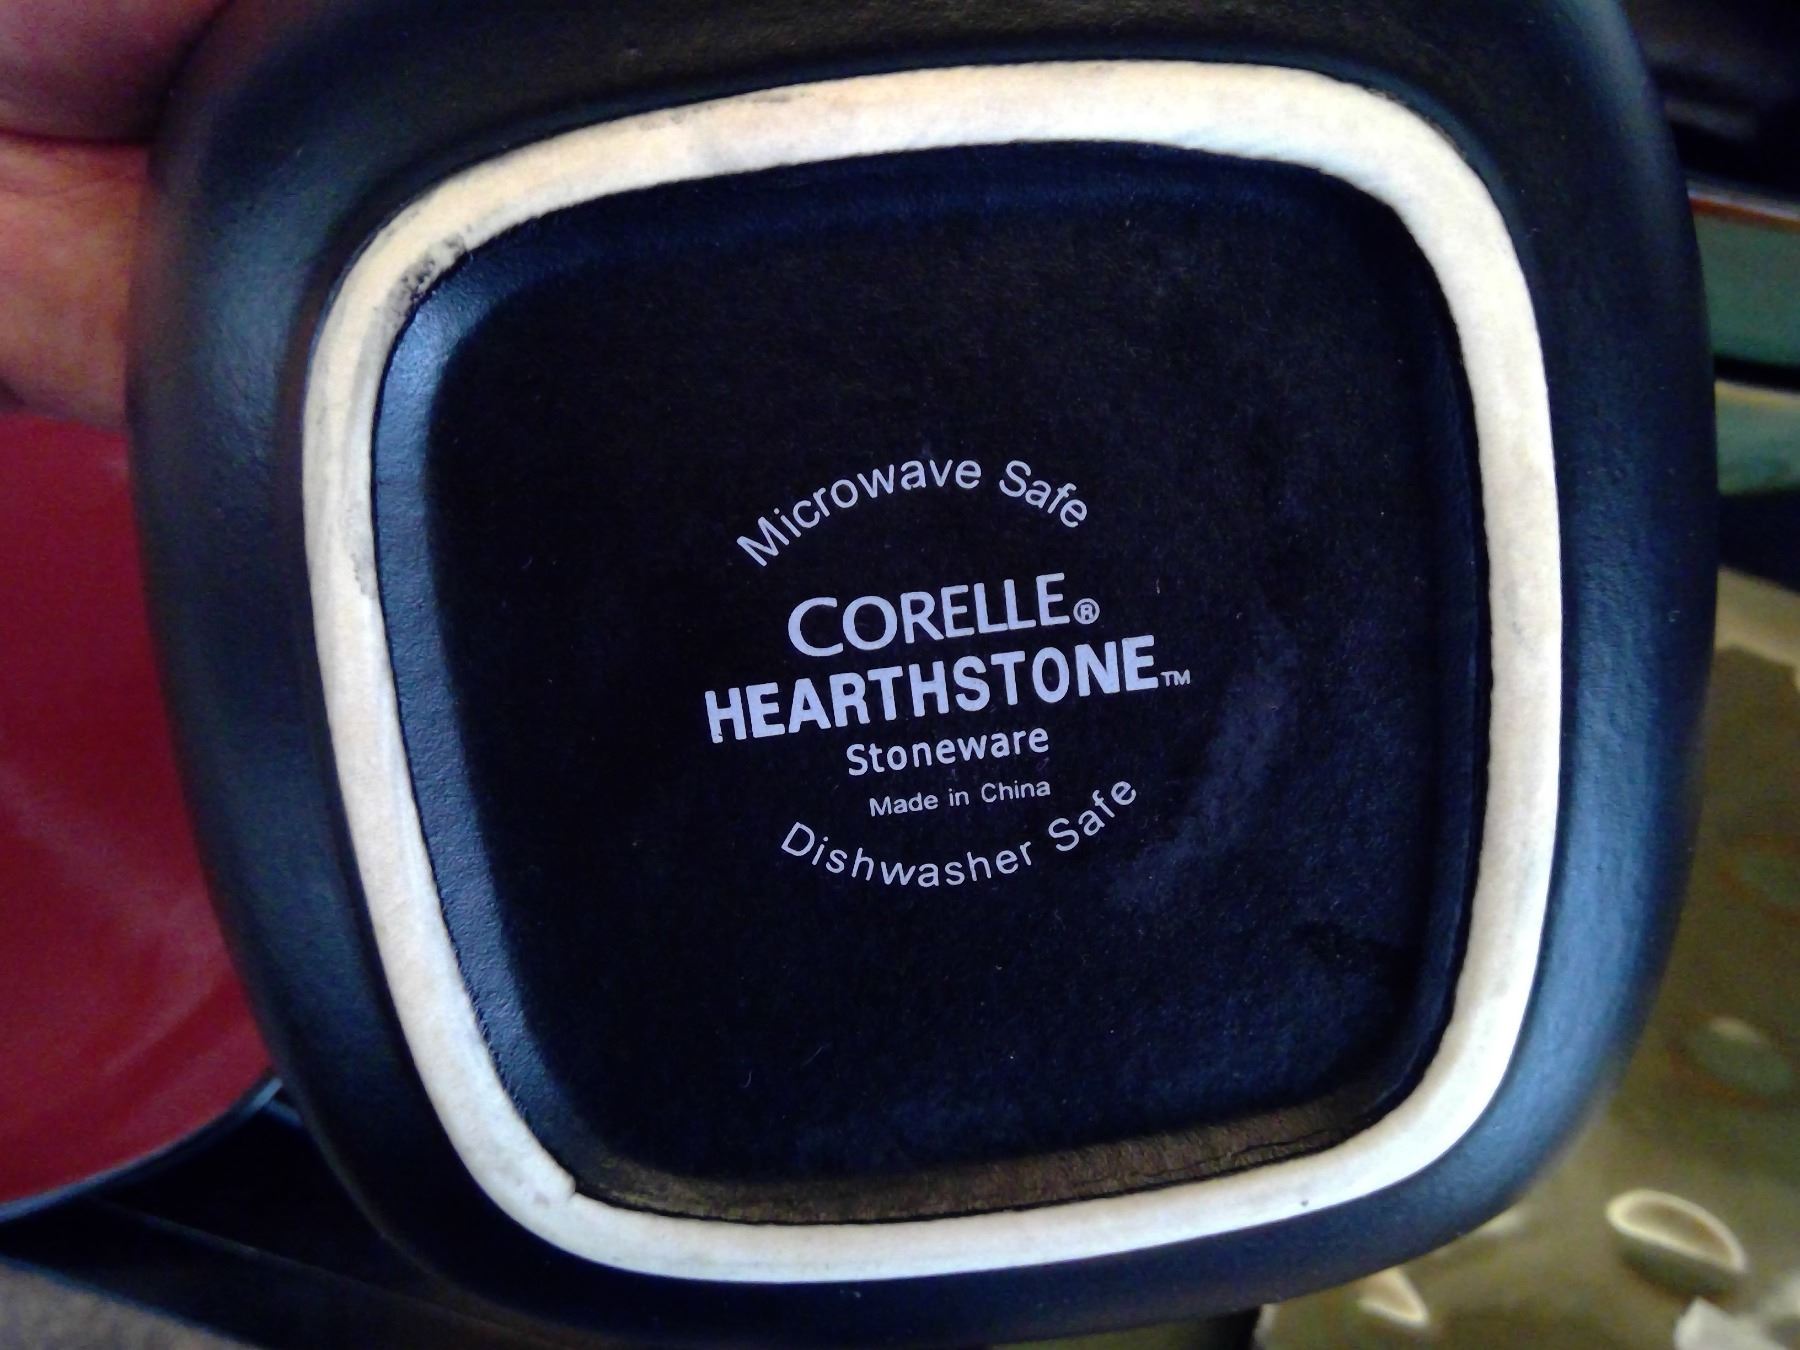 Microwave Safe
CORELLE®
HEARTHSTONE™
Stoneware
Made in China
Dishwasher Safe